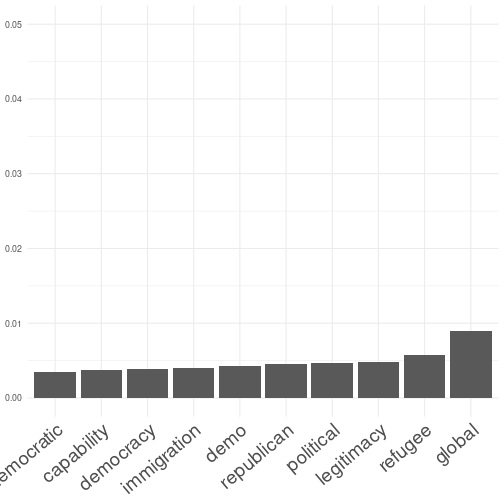 0.05
0.04
0.03
0.02
0.01
0.00
emocratic
capability
democracy
immigration
demo
republican
political
legitimacy
refugee
global